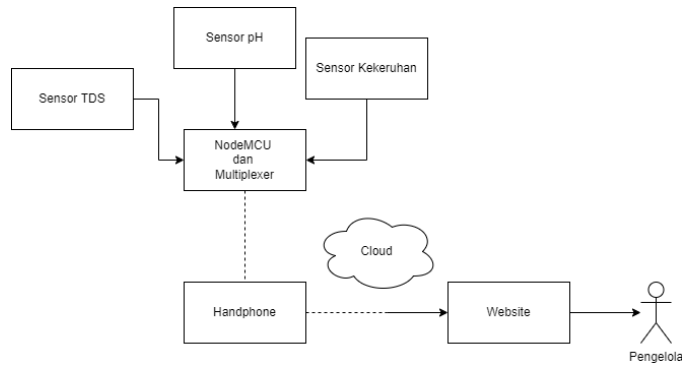 Sensor pH
Sensor Kekeruhan
Sensor TDS
NodeMCU
dan
Multiplexer
Cloud
Handphone
Website
Pengelola